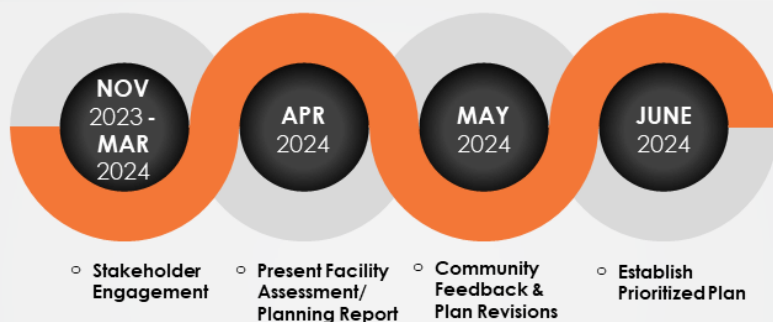 NOV
2023 -
MAR
2024
APR
2024
MAY
2024
JUNE
2024
○ Stakeholder
Engagement
○ Present Facility
Assessment/
Planning Report
○ Community
Feedback &
Plan Revisions
○ Establish
Prioritized Plan